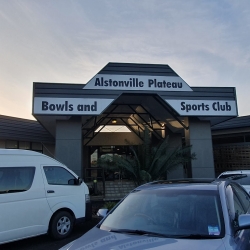 Alstonville Plateau
Bowls and Sports Club